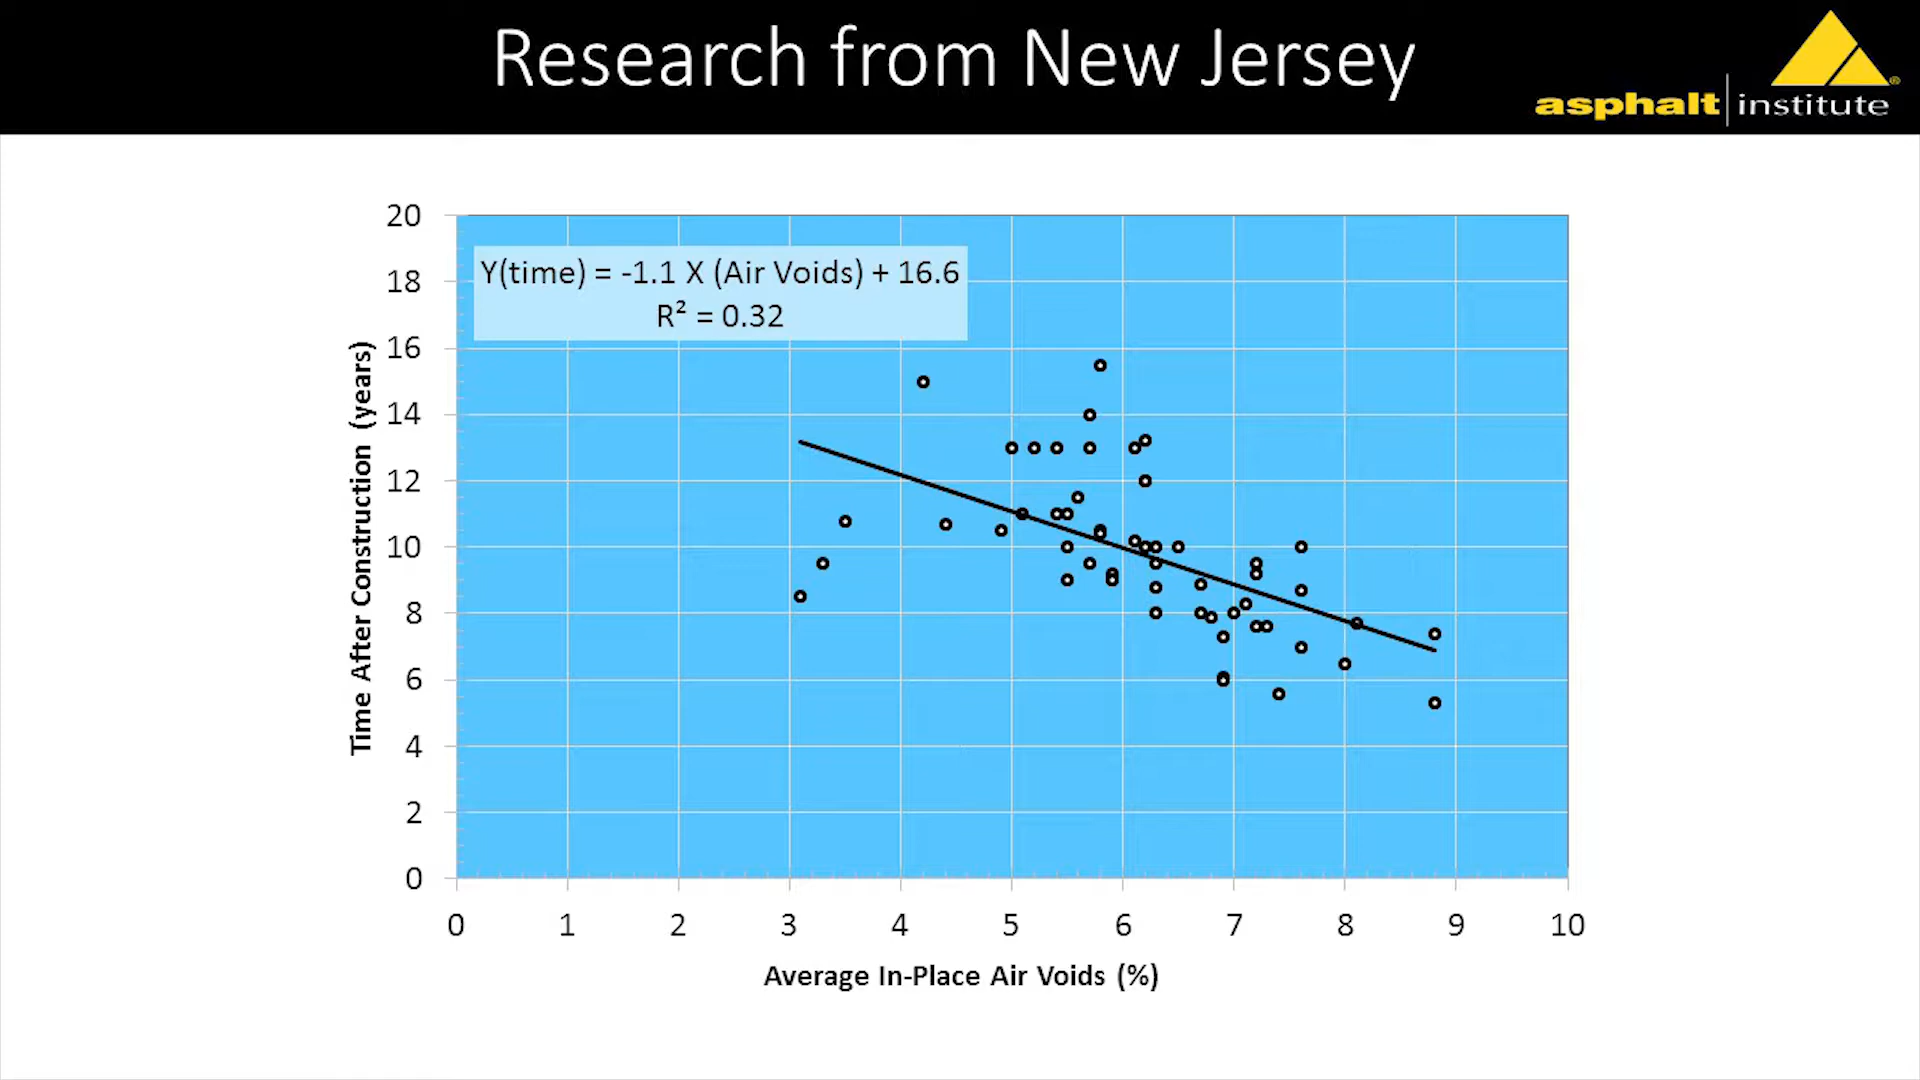 Research from New Jersey
asphalt institute®
Y(time) = -1.1 X (Air Voids) + 16.6
R² = 0.32
Time After Construction (years)
20
18
16
14
12
10
8
6
4
2
0
0 1 2 3 4 5 6 7 8 9 10
Average In-Place Air Voids (%)